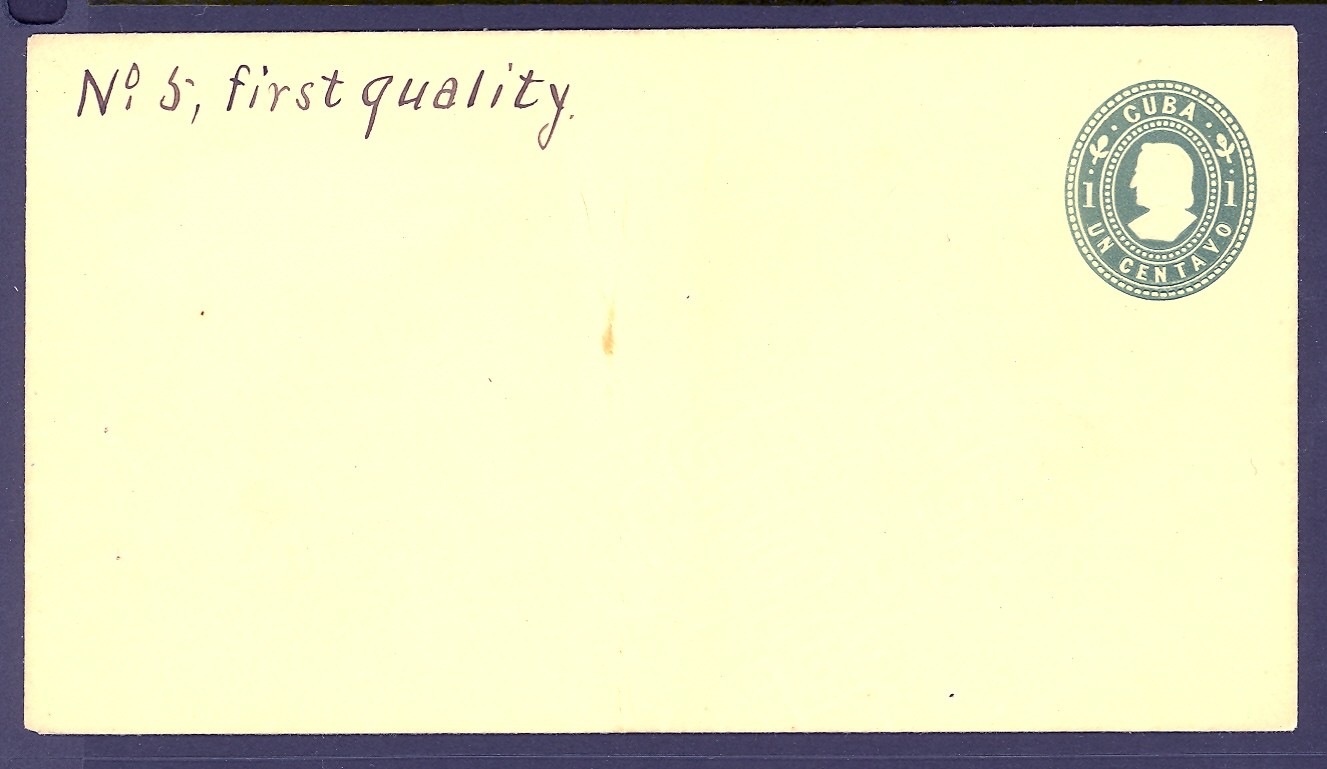 Nº 5, first quality.
CUBA
1 1
UN CENTAVO